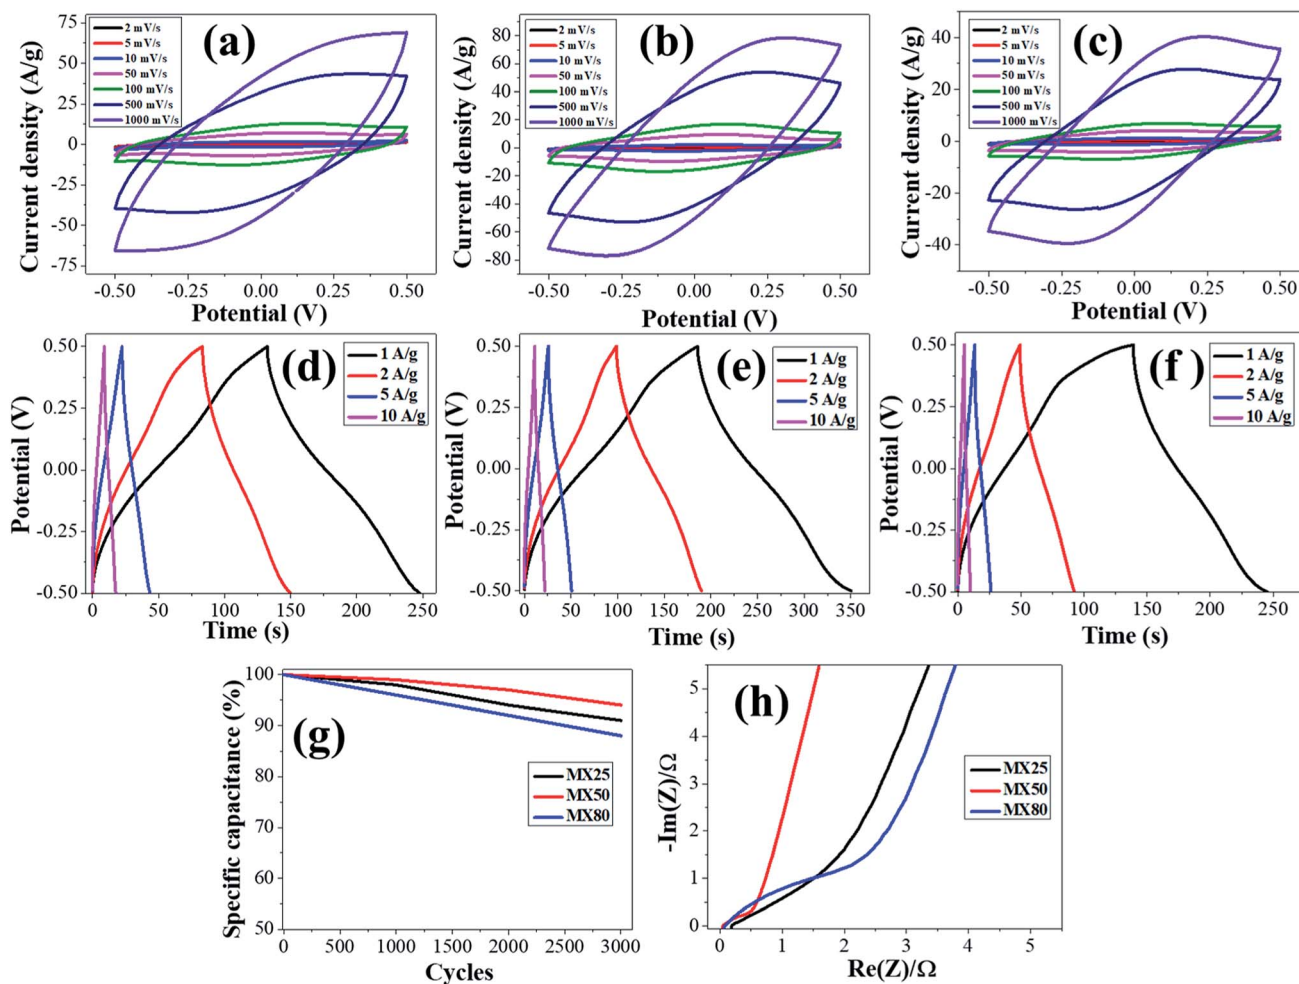 (a)
2 mV/s
5 mV/s
10 mV/s
50 mV/s
100 mV/s
500 mV/s
1000 mV/s
Current density (A/g)
75
50
25
0
-25
-50
-75
-0.50 -0.25 0.00 0.25 0.50
Potential (V)
(b)
2 mV/s
5 mV/s
10 mV/s
50 mV/s
100 mV/s
500 mV/s
1000 mV/s
Current density (A/g)
80
60
40
20
0
-20
-40
-60
-80
-0.50 -0.25 0.00 0.25 0.50
Potential (V)
(c)
2 mV/s
5 mV/s
10 mV/s
50 mV/s
100 mV/s
500 mV/s
1000 mV/s
Current density (A/g)
40
20
0
-20
-40
-0.50 -0.25 0.00 0.25 0.50
Potential (V)
(d)
1 A/g
2 A/g
5 A/g
10 A/g
Potential (V)
0.50
0.25
0.00
-0.25
-0.50
0 50 100 150 200 250
Time (s)
(e)
1 A/g
2 A/g
5 A/g
10 A/g
Potential (V)
0.50
0.25
0.00
-0.25
-0.50
0 50 100 150 200 250 300 350
Time (s)
(f )
1 A/g
2 A/g
5 A/g
10 A/g
Potential (V)
0.50
0.25
0.00
-0.25
-0.50
0 50 100 150 200 250
Time (s)
(g)
MX25
MX50
MX80
Specific capacitance (%)
100
90
80
70
60
50
0 500 1000 1500 2000 2500 3000
Cycles
(h)
MX25
MX50
MX80
-Im(Z)/Ω
5
4
3
2
1
0
0 1 2 3 4 5
Re(Z)/Ω